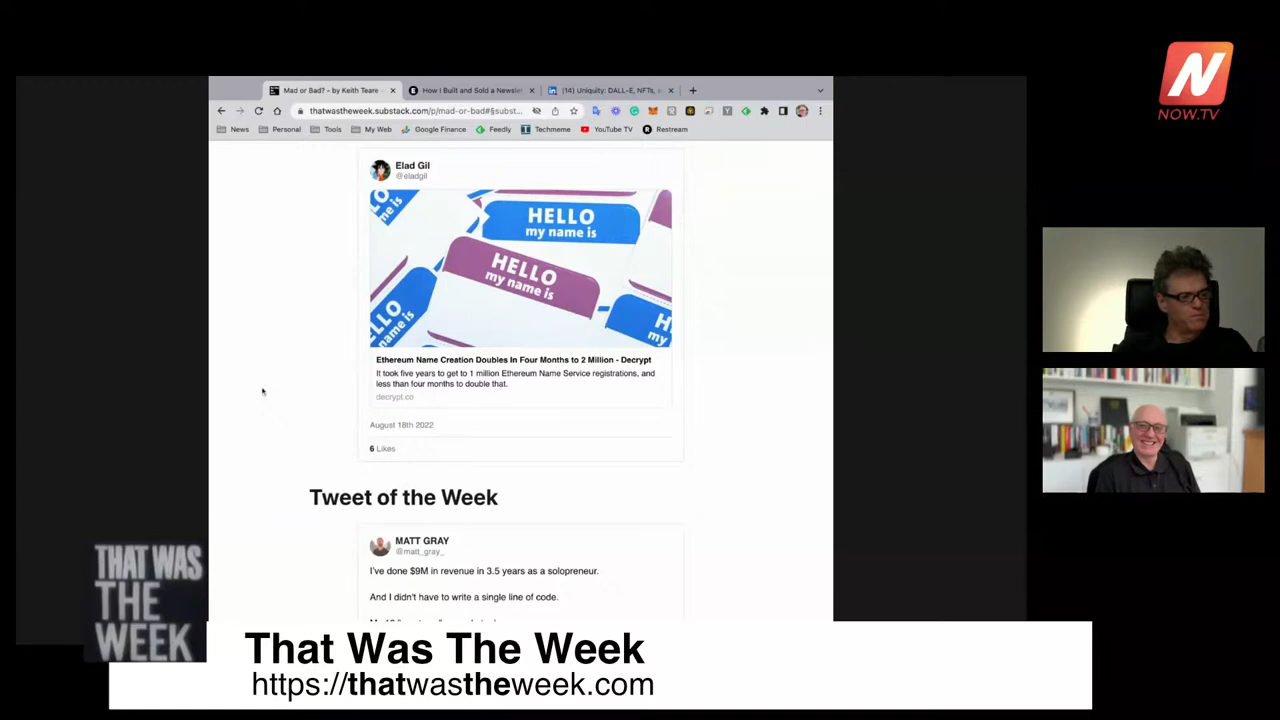 NOW.TV
Mad or Bad? - by Keith Teare
How I Built and Sold a Newslet
(14) Uniquity: DALL-E, NFTs,
thatwastheweek.substack.com/p/mad-or-bad#§subst...
News
Personal
Tools
My Web
Google Finance
Feedly
Techmeme
YouTube TV
Restream
Elad Gil
@eladgil
HELLO
my name is
HELLO
my name is
Ethereum Name Creation Doubles In Four Months to 2 Million - Decrypt
It took five years to get to 1 million Ethereum Name Service registrations, and
less than four months to double that.
decrypt.co
August 18th 2022
6 Likes
Tweet of the Week
MATT GRAY
@matt_gray_
I've done $9M in revenue in 3.5 years as a solopreneur.
And I didn't have to write a single line of code.
THAT WAS
THE
WEEK
That Was The Week
https://thatwastheweek.com